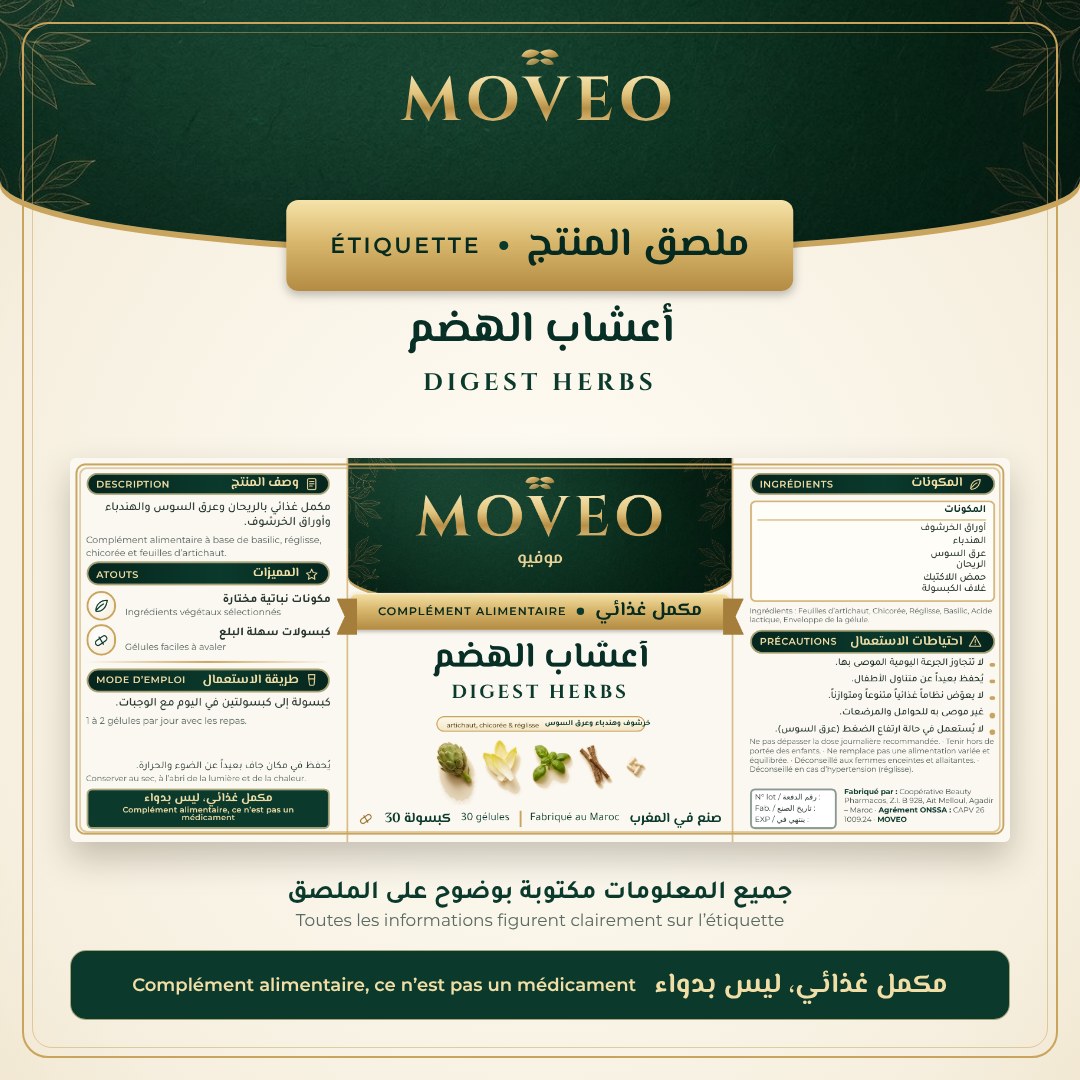 MOVEO
ÉTIQUETTE • ملصق المنتج
أعشاب الهضم
DIGEST HERBS
DESCRIPTION وصف المنتج
مكمل غذائي بالريحان وعرق السوس والهندباء
وأوراق الخرشوف.
Complément alimentaire à base de basilic, réglisse,
chicorée et feuilles d’artichaut.
ATOUTS المميزات
مكونات نباتية مختارة
Ingrédients végétaux sélectionnés
كبسولات سهلة البلع
Gélules faciles à avaler
MODE D’EMPLOI طريقة الاستعمال
كبسولة إلى كبسولتين في اليوم مع الوجبات.
1 à 2 gélules par jour avec les repas.
يُحفظ في مكان جاف بعيداً عن الضوء والحرارة.
Conserver au sec, à l’abri de la lumière et de la chaleur.
مكمل غذائي، ليس بدواء
Complément alimentaire, ce n’est pas un
médicament
MOVEO
موفيو
COMPLÉMENT ALIMENTAIRE • مكمل غذائي
أعشاب الهضم
DIGEST HERBS
artichaut, chicorée & réglisse خرشوف وهندباء وعرق السوس
30 كبسولة 30 gélules | Fabriqué au Maroc صنع في المغرب
INGRÉDIENTS المكونات
المكونات
أوراق الخرشوف
الهندباء
عرق السوس
الريحان
حمض اللاكتيك
غلاف الكبسولة
Ingrédients : Feuilles d’artichaut, Chicorée, Réglisse, Basilic, Acide
lactique, Enveloppe de la gélule.
PRÉCAUTIONS احتياطات الاستعمال
لا تتجاوز الجرعة اليومية الموصى بها.
يُحفظ بعيداً عن متناول الأطفال.
لا يعوّض نظاماً غذائياً متنوعاً ومتوازناً.
غير موصى به للحوامل والمرضعات.
لا يُستعمل في حالة ارتفاع الضغط (عرق السوس).
Ne pas dépasser la dose journalière recommandée. · Tenir hors de
portée des enfants. · Ne remplace pas une alimentation variée et
équilibrée. · Déconseillé aux femmes enceintes et allaitantes. ·
Déconseillé en cas d’hypertension (réglisse).
N° lot / رقم الدفعة :
Fab. / تاريخ الصنع :
EXP / ينتهي في :
Fabriqué par : Coopérative Beauty
Pharmacos, Z.I. B 928, Ait Melloul, Agadir
– Maroc · Agrément ONSSA : CAPV 26
1009.24 · MOVEO
جميع المعلومات مكتوبة بوضوح على الملصق
Toutes les informations figurent clairement sur l’étiquette
Complément alimentaire, ce n’est pas un médicament مكمل غذائي، ليس بدواء